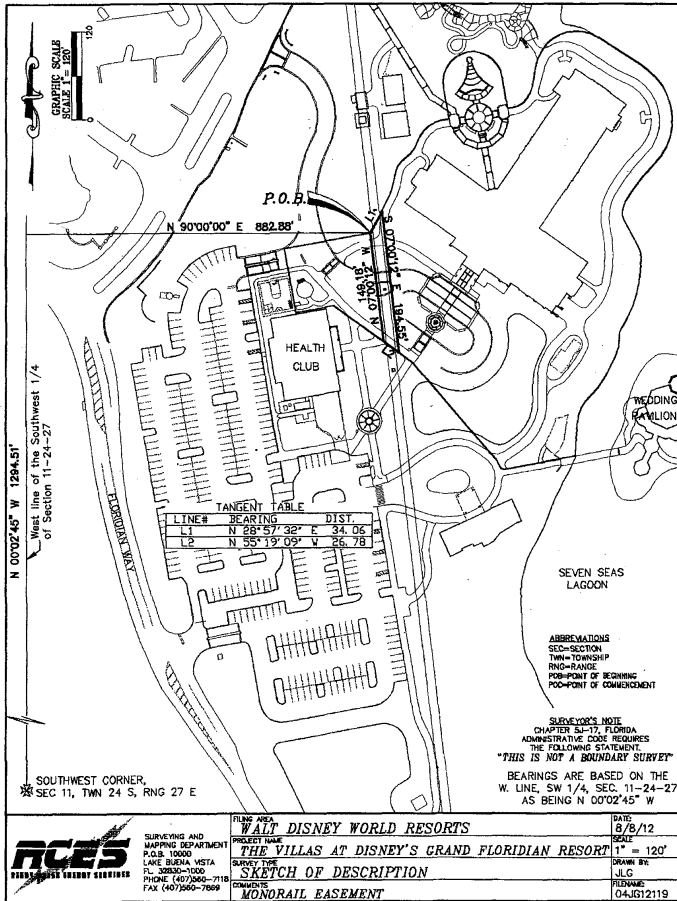 GRAPHIC SCALE
SCALE 1" = 120'
0
120
P.O.B.
L1
N 90°00'00" E 882.88'
S 07°00'12" E 194.55'
149.18'
N 07°00'12" W
L2
HEALTH
CLUB
WEDDING
PAVILION
N 00°02'45" W 1294.51'
West line of the Southwest 1/4
of Section 11-24-27
FLORIDIAN WAY
TANGENT TABLE
LINE# BEARING DIST.
L1 N 28°57'32" E 34.06
L2 N 55°19'09" W 26.78
SEVEN SEAS
LAGOON
ABBREVIATIONS
SEC=SECTION
TWN=TOWNSHIP
RNG=RANGE
POB=POINT OF BEGINNING
POC=POINT OF COMMENCEMENT
SURVEYOR'S NOTE
CHAPTER 5J-17, FLORIDA
ADMINISTRATIVE CODE REQUIRES
THE FOLLOWING STATEMENT.
"THIS IS NOT A BOUNDARY SURVEY"
BEARINGS ARE BASED ON THE
W. LINE, SW 1/4, SEC. 11-24-27
AS BEING N 00°02'45" W
SOUTHWEST CORNER,
SEC 11, TWN 24 S, RNG 27 E
RCES
REEDY CREEK ENERGY SERVICES
SURVEYING AND
MAPPING DEPARTMENT
P.O.B. 10000
LAKE BUENA VISTA
FL. 32830-1000
PHONE (407)560-7118
FAX (407)560-7869
FILING AREA
WALT DISNEY WORLD RESORTS
PROJECT NAME
THE VILLAS AT DISNEY'S GRAND FLORIDIAN RESORT
SURVEY TYPE
SKETCH OF DESCRIPTION
COMMENTS
MONORAIL EASEMENT
DATE:
8/8/12
SCALE
1" = 120'
DRAWN BY:
JLG
FILENAME:
04JG12119